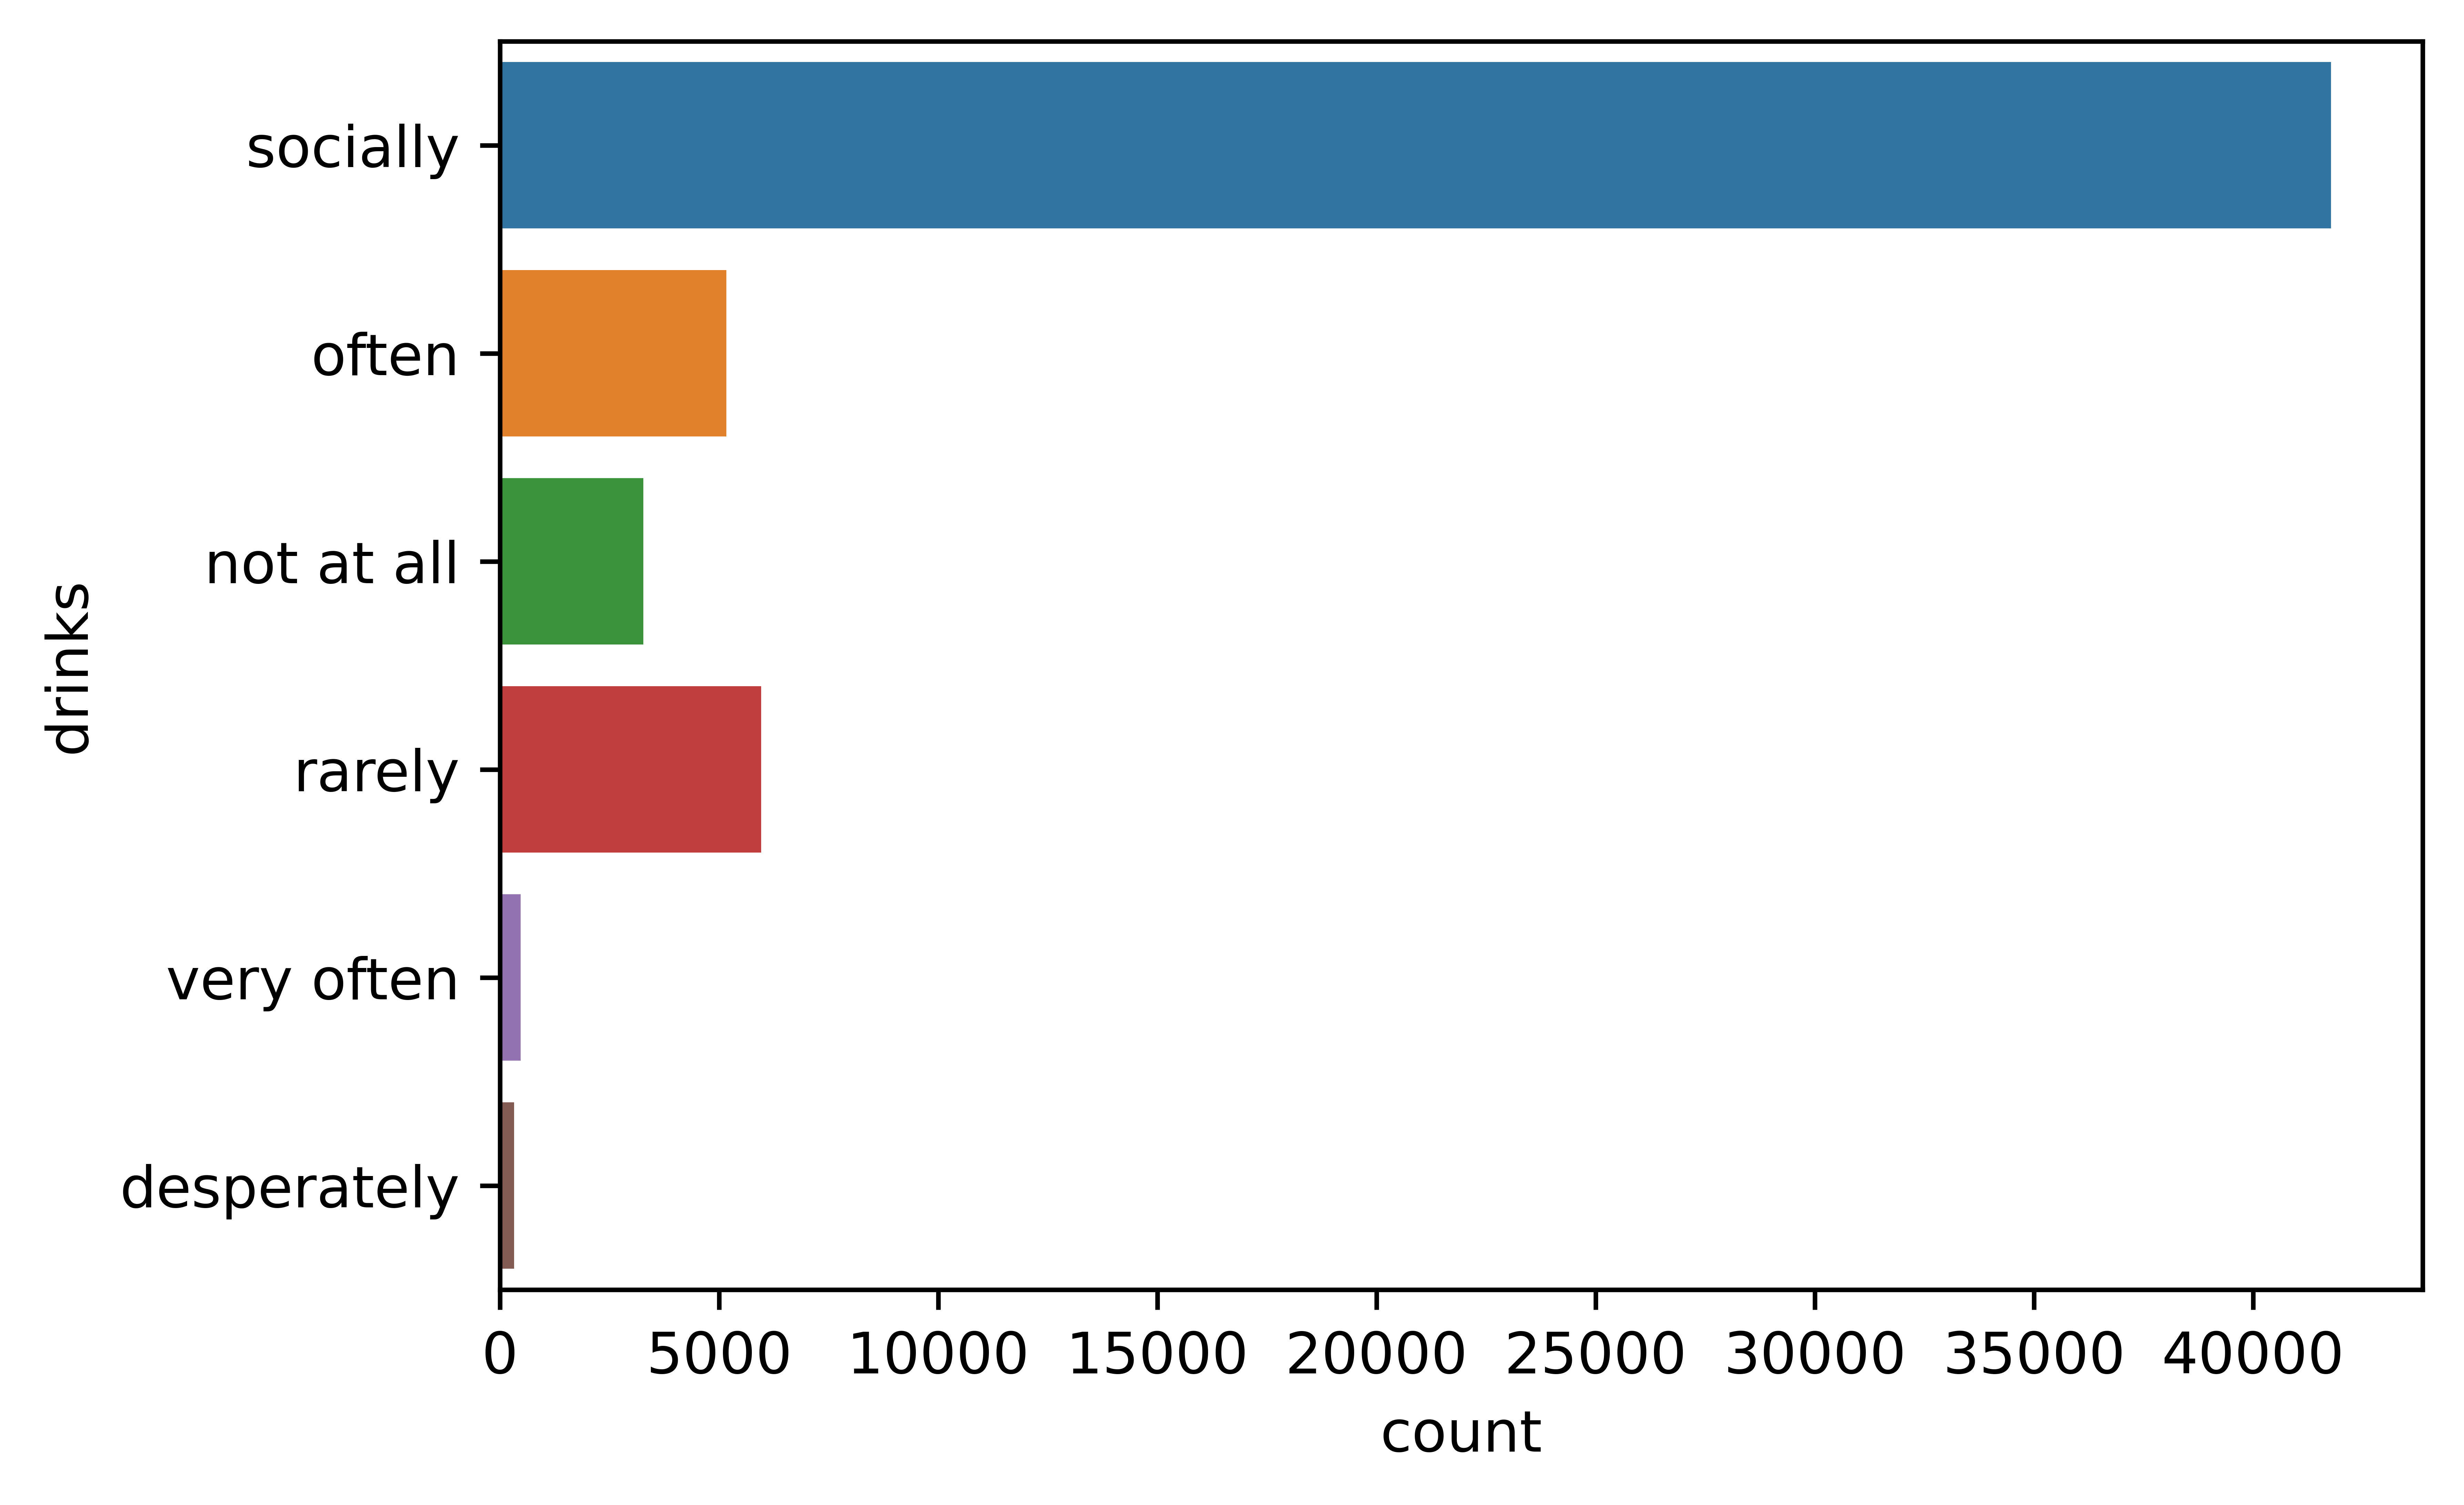 socially
often
not at all
rarely
very often
desperately
drinks
0 5000 10000 15000 20000 25000 30000 35000 40000
count